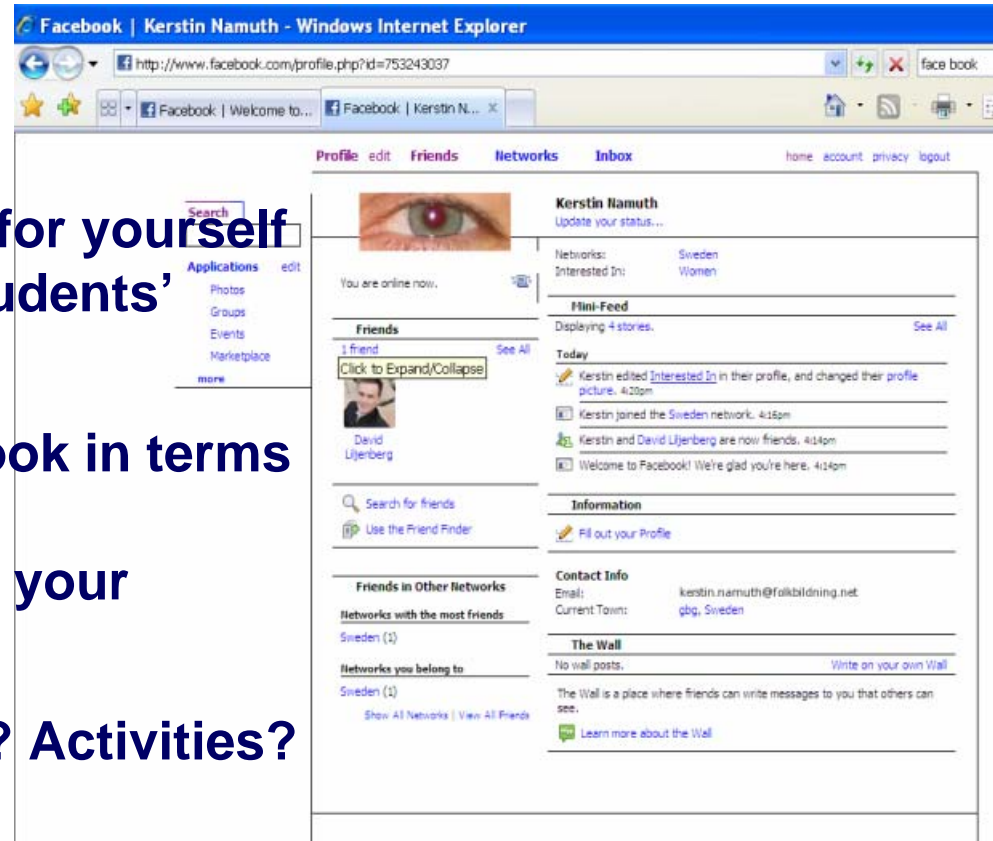 Facebook | Kerstin Namuth - Windows Internet Explorer
http://www.facebook.com/profile.php?id=753243037
face book
Facebook | Welcome to...
Facebook | Kerstin N...
Profile edit Friends Networks Inbox
home account privacy logout
for yourself
udents’
ook in terms
your
? Activities?
Search
Applications edit
Photos
Groups
Events
Marketplace
more
You are online now.
Friends
1 friend See All
Click to Expand/Collapse
David
Liljenberg
Search for friends
Use the Friend Finder
Friends in Other Networks
Networks with the most friends
Sweden (1)
Networks you belong to
Sweden (1)
Show All Networks | View All Friends
Kerstin Namuth
Update your status...
Networks: Sweden
Interested In: Women
Mini-Feed
Displaying 4 stories. See All
Today
Kerstin edited Interested In in their profile, and changed their profile
picture. 4:20pm
Kerstin joined the Sweden network. 4:16pm
Kerstin and David Liljenberg are now friends. 4:14pm
Welcome to Facebook! We're glad you're here. 4:14pm
Information
Fill out your Profile
Contact Info
Email: kerstin.namuth@folkbildning.net
Current Town: gbg, Sweden
The Wall
No wall posts. Write on your own Wall
The Wall is a place where friends can write messages to you that others can
see.
Learn more about the Wall